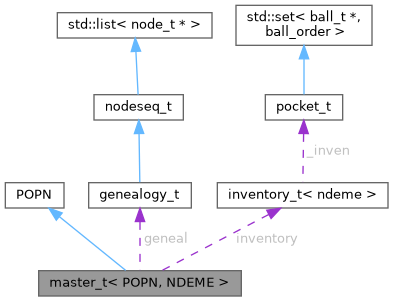 std::list< node_t * >
std::set< ball_t *,
ball_order >
nodeseq_t
pocket_t
_inven
POPN
genealogy_t
inventory_t< ndeme >
geneal
inventory
master_t< POPN, NDEME >